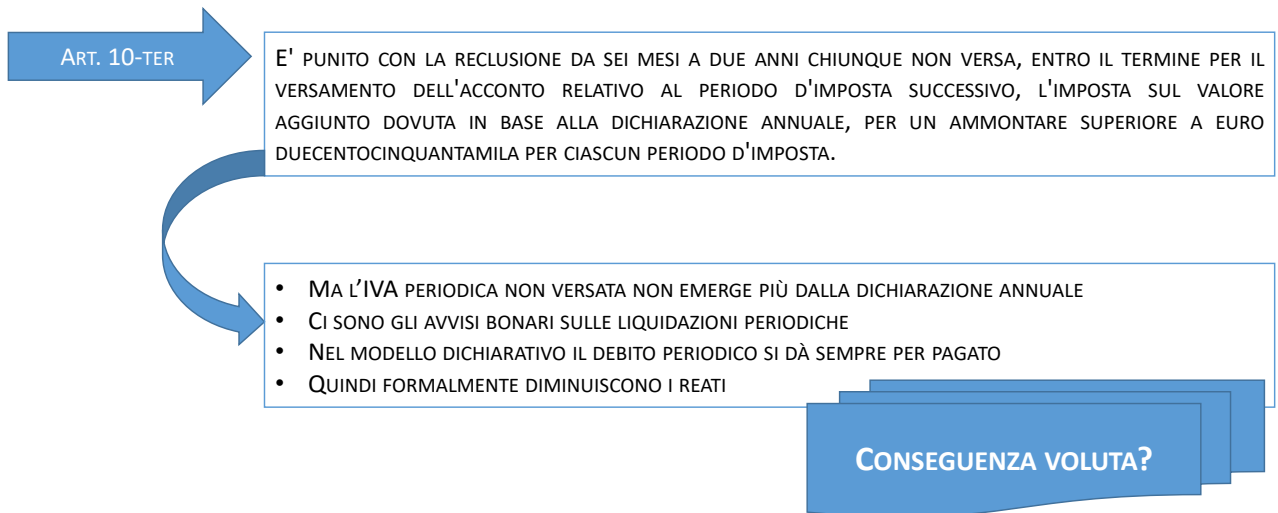 Art. 10-ter
E' punito con la reclusione da sei mesi a due anni chiunque non versa, entro il termine per il
versamento dell'acconto relativo al periodo d'imposta successivo, l'imposta sul valore
aggiunto dovuta in base alla dichiarazione annuale, per un ammontare superiore a euro
duecentocinquantamila per ciascun periodo d'imposta.
• Ma l'IVA periodica non versata non emerge più dalla dichiarazione annuale
• Ci sono gli avvisi bonari sulle liquidazioni periodiche
• Nel modello dichiarativo il debito periodico si dà sempre per pagato
• Quindi formalmente diminuiscono i reati
Conseguenza voluta?